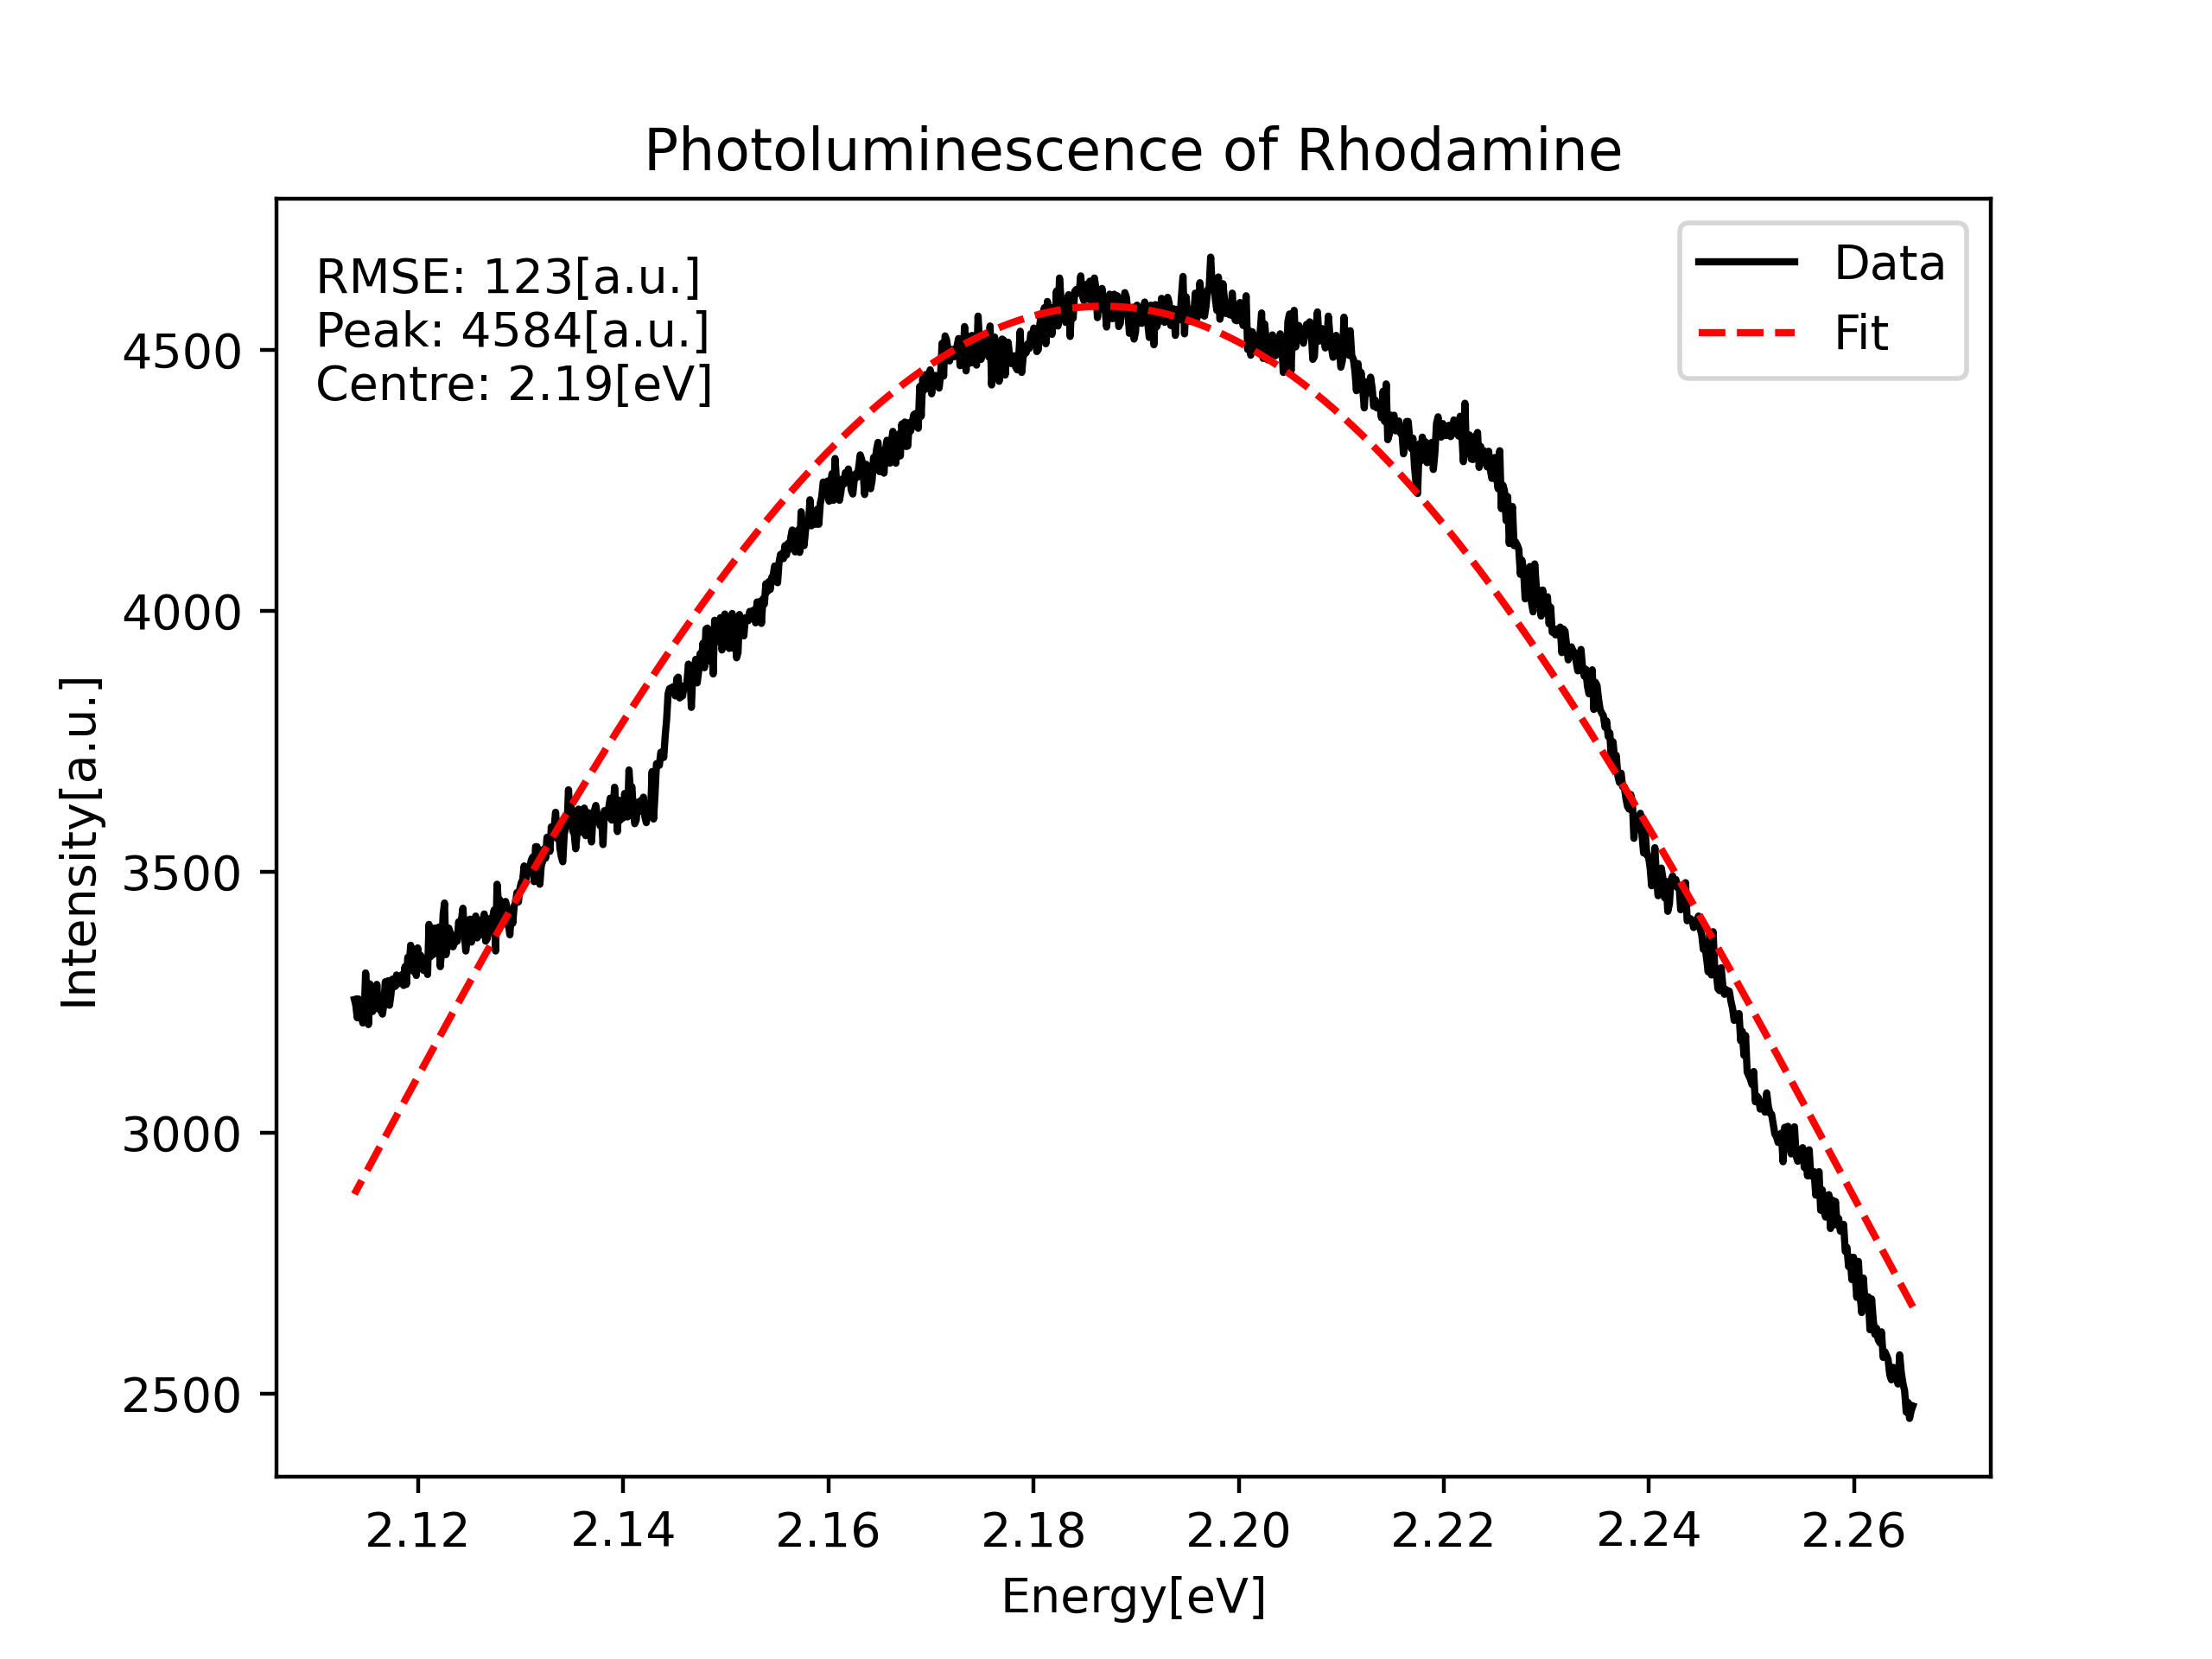 Photoluminescence of Rhodamine
RMSE: 123[a.u.]
Peak: 4584[a.u.]
Centre: 2.19[eV]
Data
Fit
Intensity[a.u.]
4500
4000
3500
3000
2500
2.12 2.14 2.16 2.18 2.20 2.22 2.24 2.26
Energy[eV]